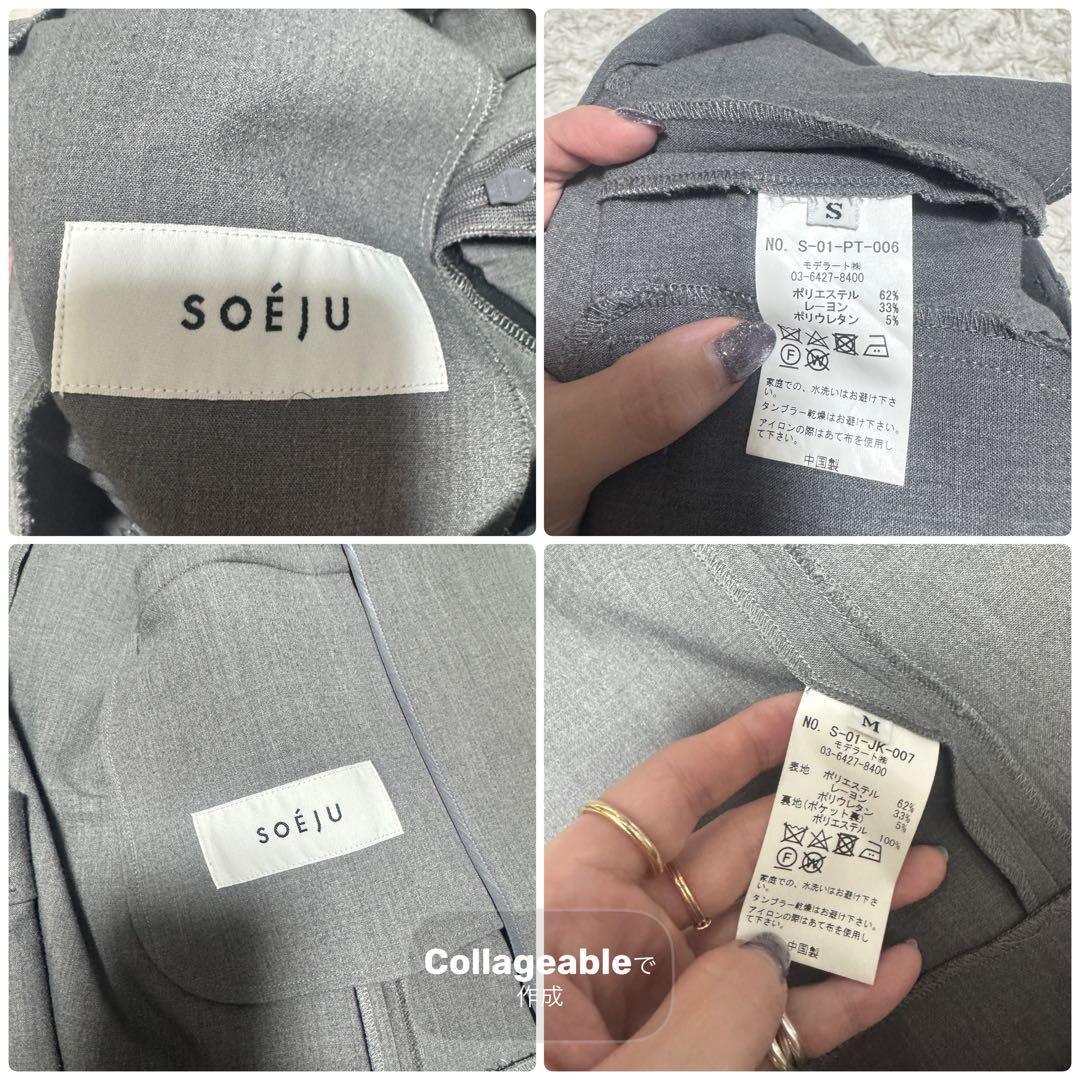 SOÉJU
S
NO. S-01-PT-006
モデラート㈱
03-6427-8400
ポリエステル 62%
レーヨン 33%
ポリウレタン 5%
F
W
家庭での、水洗いはお避け下さ
い。
タンブラー乾燥はお避け下さい。
アイロンの際はあて布を使用し
て下さい。
中国製
SOÉJU
M
NO. S-01-JK-007
モデラート㈱
03-6427-8400
表地 ポリエステル 62%
レーヨン 33%
ポリウレタン 5%
裏地(ポケット裏)
ポリエステル 100%
F
W
家庭での、水洗いはお避け下さ
い。
タンブラー乾燥はお避け下さい。
アイロンの際はあて布を使用し
て下さい。
中国製
Collageableで
作成